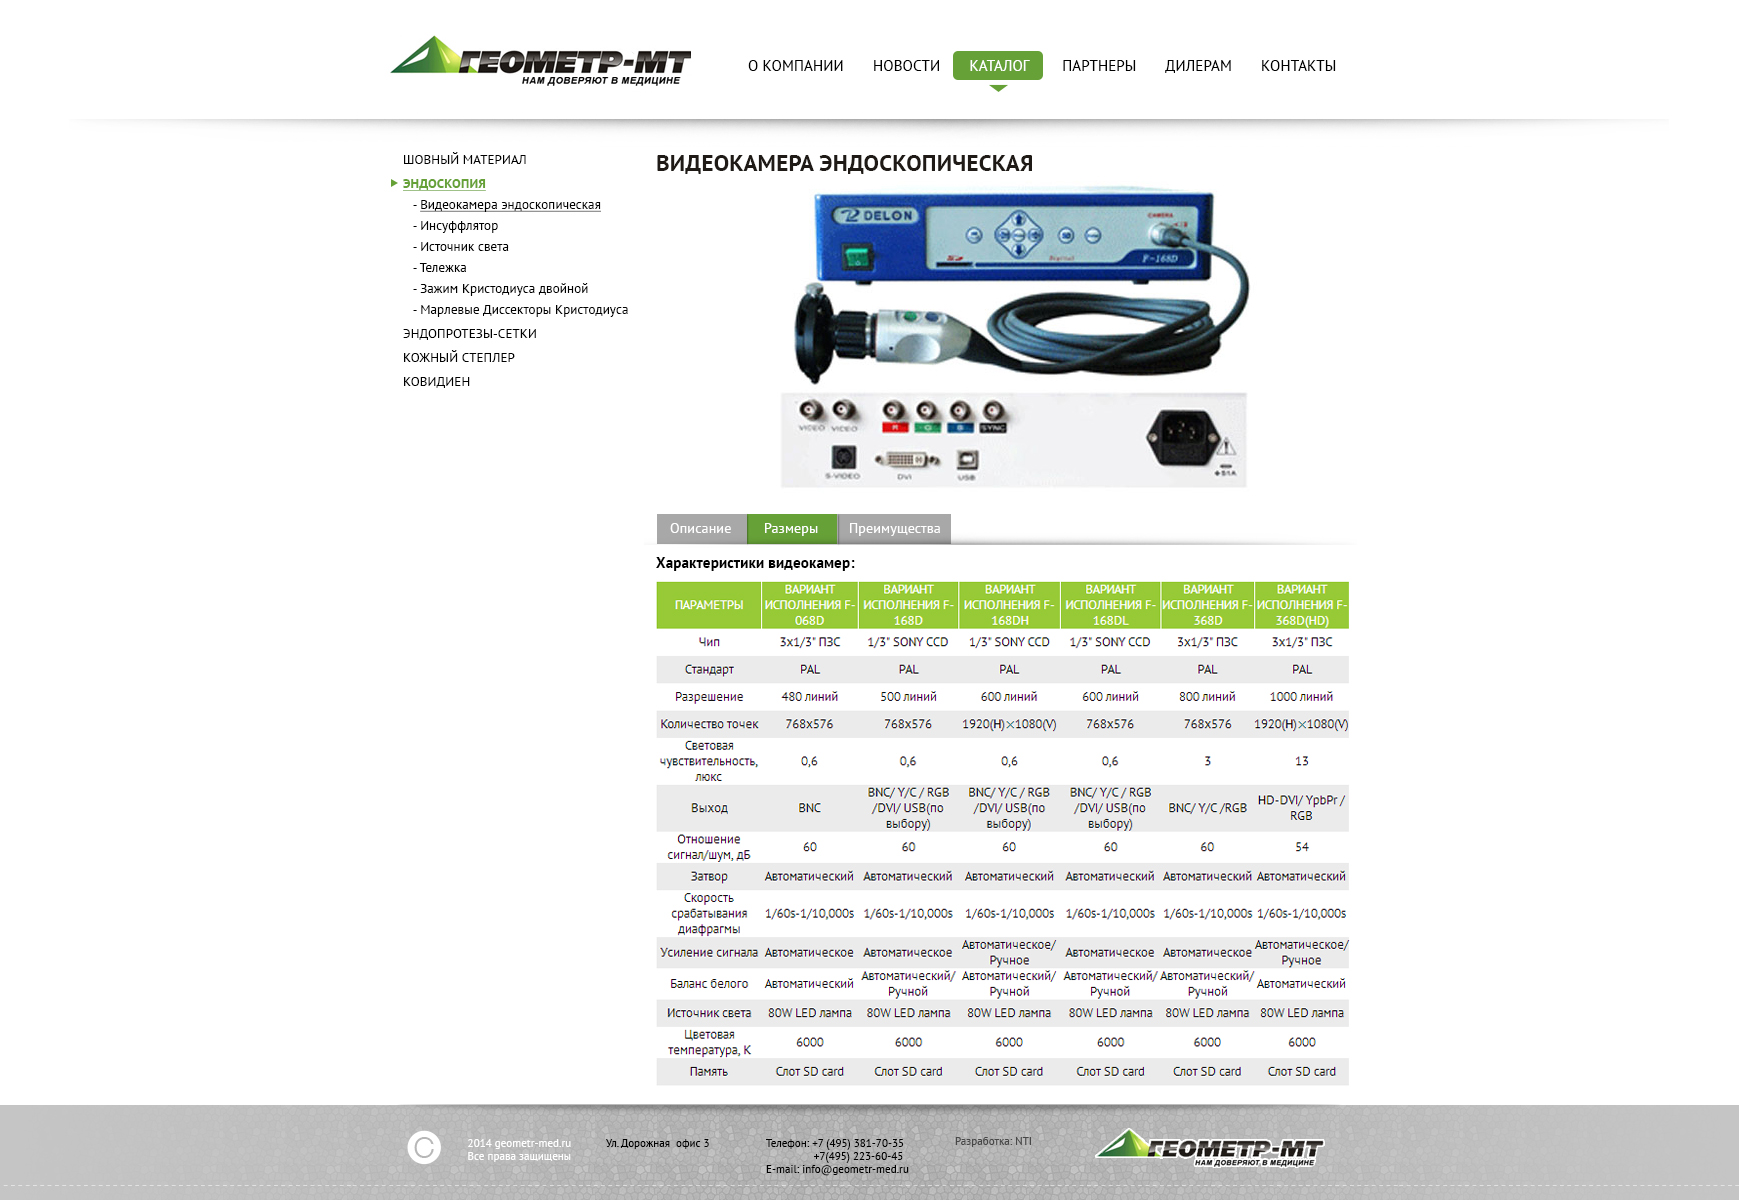 ГЕОМЕТР-МТ
НАМ ДОВЕРЯЮТ В МЕДИЦИНЕ
О КОМПАНИИ НОВОСТИ КАТАЛОГ ПАРТНЕРЫ ДИЛЕРАМ КОНТАКТЫ
ШОВНЫЙ МАТЕРИАЛ
ЭНДОСКОПИЯ
- Видеокамера эндоскопическая
- Инсуффлятор
- Источник света
- Тележка
- Зажим Кристодиуса двойной
- Марлевые Диссекторы Кристодиуса
ЭНДОПРОТЕЗЫ-СЕТКИ
КОЖНЫЙ СТЕПЛЕР
КОВИДИЕН
ВИДЕОКАМЕРА ЭНДОСКОПИЧЕСКАЯ
DELON
CAMERA
Digital
F-168D
VIDEO VIDEO R G B SYNC
S-VIDEO DVI USB
Описание Размеры Преимущества
Характеристики видеокамер:
ПАРАМЕТРЫ ВАРИАНТ ИСПОЛНЕНИЯ F-068D ВАРИАНТ ИСПОЛНЕНИЯ F-168D ВАРИАНТ ИСПОЛНЕНИЯ F-168DH ВАРИАНТ ИСПОЛНЕНИЯ F-168DL ВАРИАНТ ИСПОЛНЕНИЯ F-368D ВАРИАНТ ИСПОЛНЕНИЯ F-368D(HD)
Чип 3x1/3" ПЗС 1/3" SONY CCD 1/3" SONY CCD 1/3" SONY CCD 3x1/3" ПЗС 3x1/3" ПЗС
Стандарт PAL PAL PAL PAL PAL PAL
Разрешение 480 линий 500 линий 600 линий 600 линий 800 линий 1000 линий
Количество точек 768x576 768x576 1920(H)×1080(V) 768x576 768x576 1920(H)×1080(V)
Световая чувствительность, люкс 0,6 0,6 0,6 0,6 3 13
Выход BNC BNC/ Y/C / RGB /DVI/ USB(по выбору) BNC/ Y/C / RGB /DVI/ USB(по выбору) BNC/ Y/C / RGB /DVI/ USB(по выбору) BNC/ Y/C /RGB HD-DVI/ YpbPr / RGB
Отношение сигнал/шум, дБ 60 60 60 60 60 54
Затвор Автоматический Автоматический Автоматический Автоматический Автоматический Автоматический
Скорость срабатывания диафрагмы 1/60s-1/10,000s 1/60s-1/10,000s 1/60s-1/10,000s 1/60s-1/10,000s 1/60s-1/10,000s 1/60s-1/10,000s
Усиление сигнала Автоматическое Автоматическое Автоматическое/ Ручное Автоматическое Автоматическое Автоматическое/ Ручное
Баланс белого Автоматический Автоматический/ Ручной Автоматический/ Ручной Автоматический/ Ручной Автоматический/ Ручной Автоматический
Источник света 80W LED лампа 80W LED лампа 80W LED лампа 80W LED лампа 80W LED лампа 80W LED лампа
Цветовая температура, К 6000 6000 6000 6000 6000 6000
Память Слот SD card Слот SD card Слот SD card Слот SD card Слот SD card Слот SD card
2014 geometr-med.ru
Все права защищены
Ул. Дорожная офис 3
Телефон: +7 (495) 381-70-35
+7(495) 223-60-45
E-mail: info@geometr-med.ru
Разработка: NTI
ГЕОМЕТР-МТ
НАМ ДОВЕРЯЮТ В МЕДИЦИНЕ